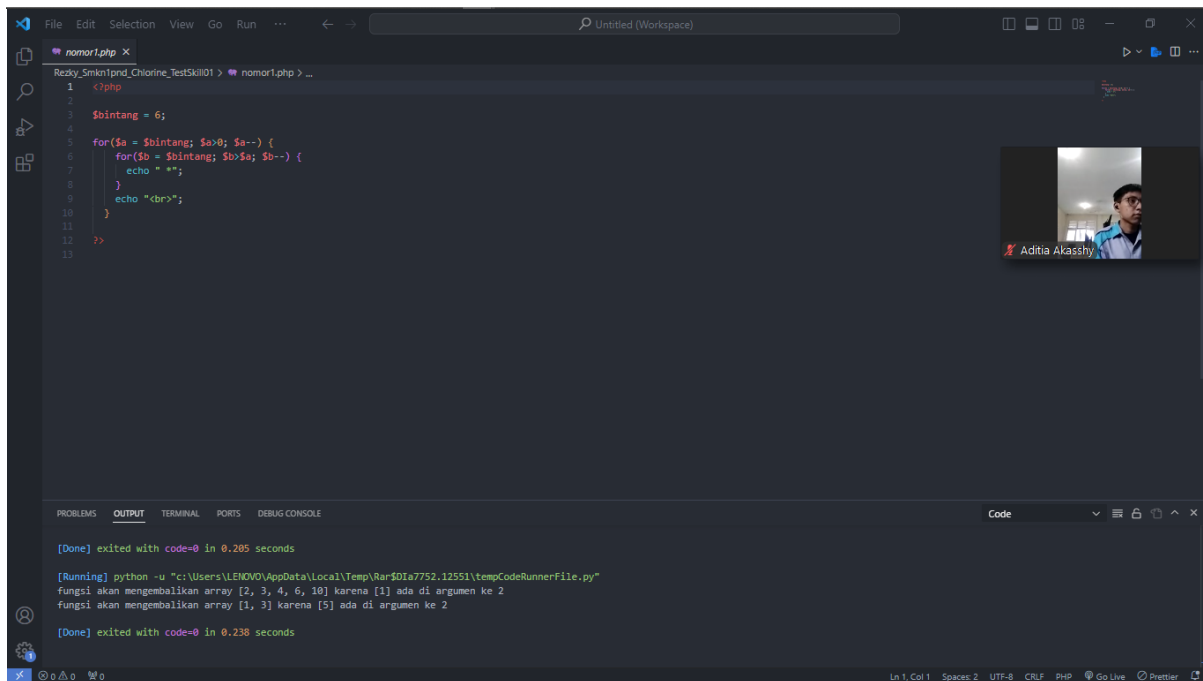 File Edit Selection View Go Run ··· Untitled (Workspace)
nomor1.php
Rezky_Smkn1pnd_Chlorine_TestSkill01 > nomor1.php > ...
1 <?php
2
3 $bintang = 6;
4
5 for($a = $bintang; $a>0; $a--) {
6 for($b = $bintang; $b>$a; $b--) {
7 echo " *";
8 }
9 echo "<br>";
10 }
11
12 ?>
13
Aditia Akasshy
PROBLEMS OUTPUT TERMINAL PORTS DEBUG CONSOLE Code
[Done] exited with code=0 in 0.205 seconds
[Running] python -u "c:\Users\LENOVO\AppData\Local\Temp\Rar$DIa7752.12551\tempCodeRunnerFile.py"
fungsi akan mengembalikan array [2, 3, 4, 6, 10] karena [1] ada di argumen ke 2
fungsi akan mengembalikan array [1, 3] karena [5] ada di argumen ke 2
[Done] exited with code=0 in 0.238 seconds
1
0 0 0 Ln 1, Col 1 Spaces: 2 UTF-8 CRLF PHP Go Live Prettier